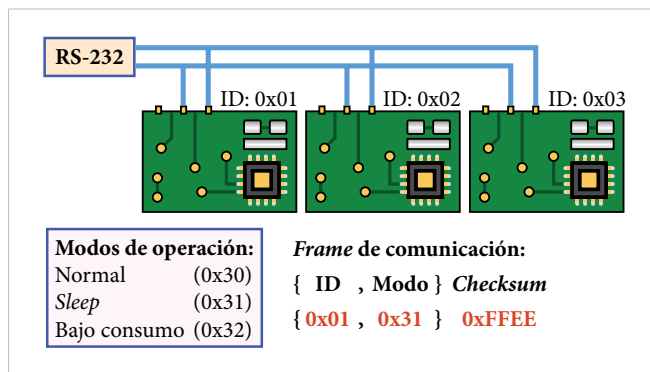 RS-232
ID: 0x01
ID: 0x02
ID: 0x03
Modos de operación:
Normal (0x30)
Sleep (0x31)
Bajo consumo (0x32)
Frame de comunicación:
{ ID , Modo } Checksum
{ 0x01 , 0x31 } 0xFFEE